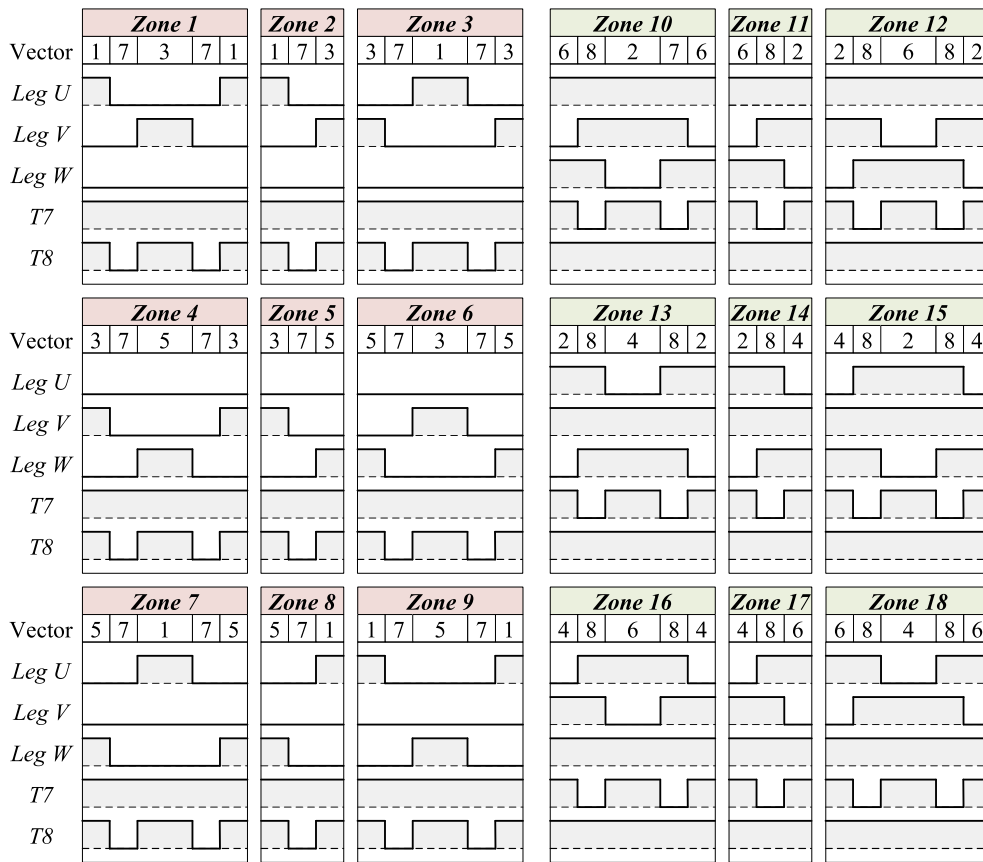 Zone 1 Zone 2 Zone 3 Zone 10 Zone 11 Zone 12
Vector 1 7 3 7 1 1 7 3 3 7 1 7 3 6 8 2 7 6 6 8 2 2 8 6 8 2
Leg U
Leg V
Leg W
T7
T8
Zone 4 Zone 5 Zone 6 Zone 13 Zone 14 Zone 15
Vector 3 7 5 7 3 3 7 5 5 7 3 7 5 2 8 4 8 2 2 8 4 4 8 2 8 4
Leg U
Leg V
Leg W
T7
T8
Zone 7 Zone 8 Zone 9 Zone 16 Zone 17 Zone 18
Vector 5 7 1 7 5 5 7 1 1 7 5 7 1 4 8 6 8 4 4 8 6 6 8 4 8 6
Leg U
Leg V
Leg W
T7
T8